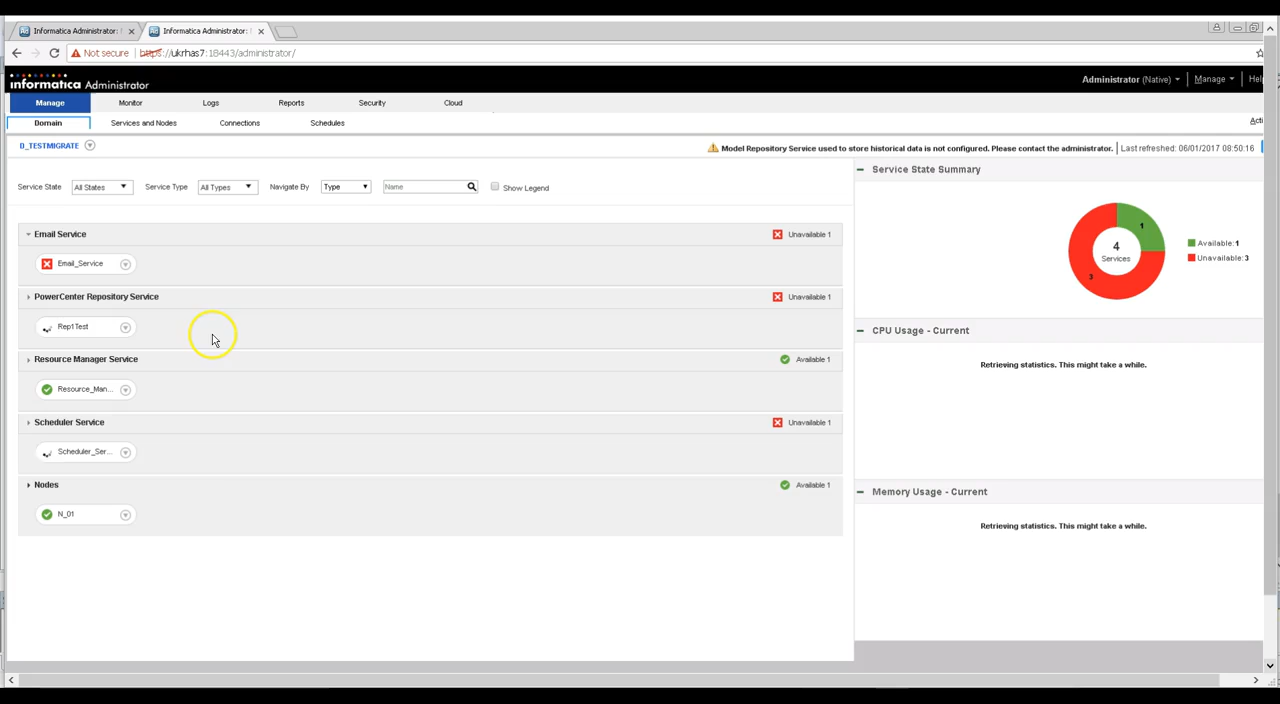 Informatica Administrator:
Informatica Administrator:
Not secure https://ukrhas7:18443/administrator/
informatica Administrator
Administrator (Native) Manage Help
Manage Monitor Logs Reports Security Cloud
Domain Services and Nodes Connections Schedules
Acti
D_TESTMIGRATE
Model Repository Service used to store historical data is not configured. Please contact the administrator. Last refreshed: 06/01/2017 08:50:16
Service State All States Service Type All Types Navigate By Type Name Show Legend
Email Service Unavailable 1
Email_Service
PowerCenter Repository Service Unavailable 1
Rep1Test
Resource Manager Service Available 1
Resource_Man...
Scheduler Service Unavailable 1
Scheduler_Ser...
Nodes Available 1
N_01
Service State Summary
1
4
Services
3
Available: 1
Unavailable: 3
CPU Usage - Current
Retrieving statistics. This might take a while.
Memory Usage - Current
Retrieving statistics. This might take a while.